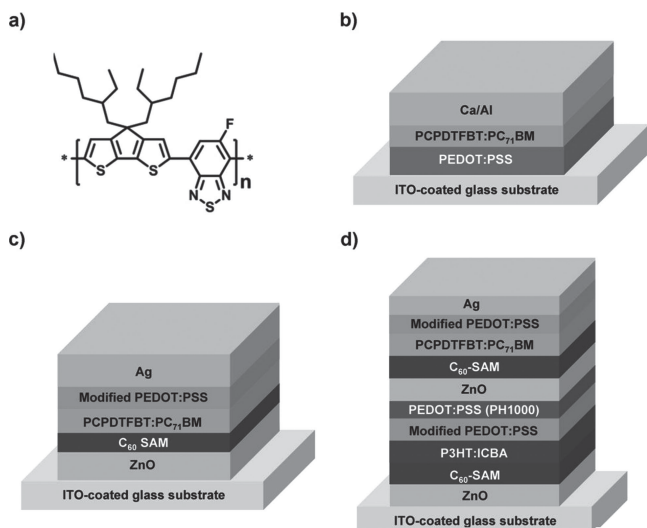 a)
F
*
*
n
S
S
N
N
S
b)
Ca/Al
PCPDTFBT:PC71BM
PEDOT:PSS
ITO-coated glass substrate
c)
Ag
Modified PEDOT:PSS
PCPDTFBT:PC71BM
C60 SAM
ZnO
ITO-coated glass substrate
d)
Ag
Modified PEDOT:PSS
PCPDTFBT:PC71BM
C60-SAM
ZnO
PEDOT:PSS (PH1000)
Modified PEDOT:PSS
P3HT:ICBA
C60-SAM
ZnO
ITO-coated glass substrate